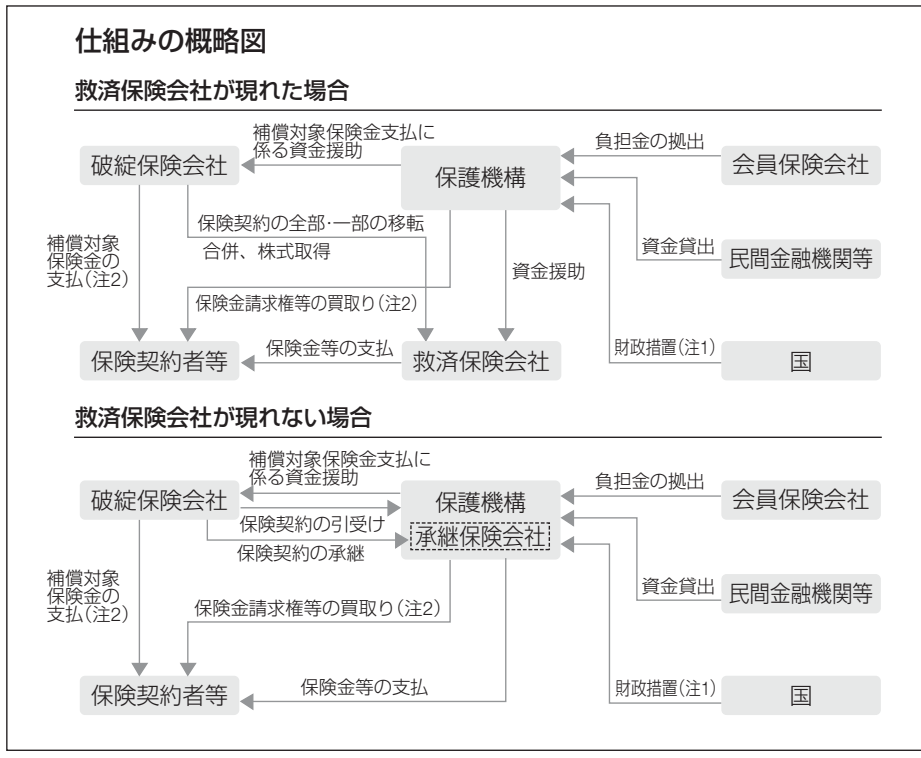 仕組みの概略図
救済保険会社が現れた場合
補償対象保険金支払に
係る資金援助
破綻保険会社
保護機構
負担金の拠出
会員保険会社
保険契約の全部･一部の移転
合併、株式取得
補償対象
保険金の
支払(注2)
資金援助
資金貸出
民間金融機関等
保険金請求権等の買取り(注2)
保険契約者等
保険金等の支払
救済保険会社
財政措置(注1)
国
救済保険会社が現れない場合
補償対象保険金支払に
係る資金援助
破綻保険会社
保護機構
承継保険会社
負担金の拠出
会員保険会社
保険契約の引受け
保険契約の承継
補償対象
保険金の
支払(注2)
保険金請求権等の買取り(注2)
資金貸出
民間金融機関等
保険契約者等
保険金等の支払
財政措置(注1)
国